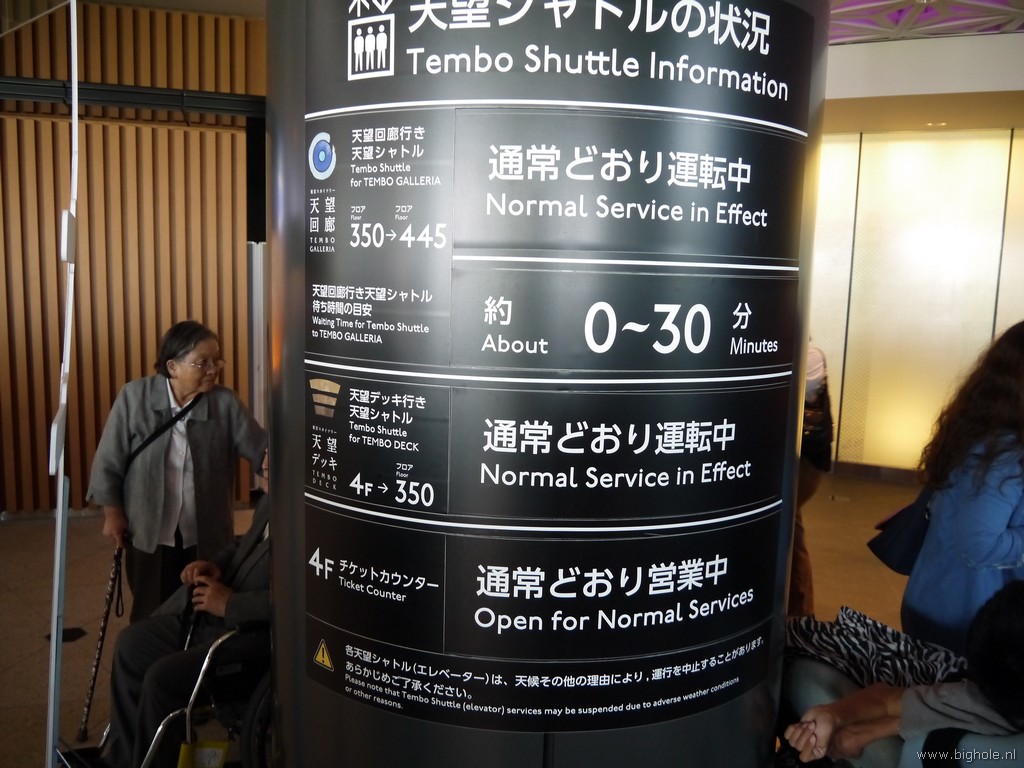 天望シャトルの状況
Tembo Shuttle Information
天望回廊行き
天望シャトル
Tembo Shuttle
for TEMBO GALLERIA
天望
回廊
TEMBO
GALLERIA
フロア
Floor
フロア
Floor
350→445
通常どおり運転中
Normal Service in Effect
天望回廊行き天望シャトル
待ち時間の目安
Waiting Time for Tembo Shuttle
to TEMBO GALLERIA
約
About
0~30
分
Minutes
天望デッキ行き
天望シャトル
Tembo Shuttle
for TEMBO DECK
天望
デッキ
TEMBO
DECK
フロア
Floor
4F→350
通常どおり運転中
Normal Service in Effect
4F チケットカウンター
Ticket Counter
通常どおり営業中
Open for Normal Services
各天望シャトル(エレベーター)は、天候その他の理由により、運行を中止することがあります。
あらかじめご了承ください。
Please note that Tembo Shuttle (elevator) services may be suspended due to adverse weather conditions
or other reasons.
www.bighole.nl